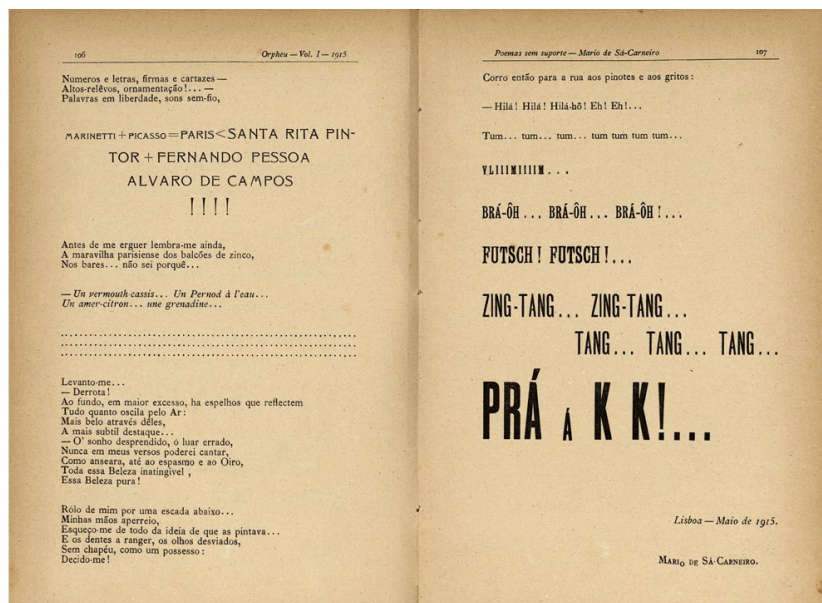 106
Orpheu — Vol. I — 1915
Numeros e letras, firmas e cartazes —
Altos-relêvos, ornamentação!... —
Palavras em liberdade, sons sem-fio,
MARINETTI + PICASSO = PARIS < SANTA RITA PIN-
TOR + FERNANDO PESSOA
ALVARO DE CAMPOS
!!!!
Antes de me erguer lembra-me ainda,
A maravilha parisiense dos balcões de zinco,
Nos bares... não sei porquê...
— Un vermouth-cassis... Un Pernod à l'eau...
Un amer-citron... une grenadine...
Levanto-me...
— Derrota!
Ao fundo, em maior excesso, ha espelhos que reflectem
Tudo quanto oscila pelo Ar:
Mais belo através dêles,
A mais subtil destaque...
— O' sonho desprendido, ó luar errado,
Nunca em meus versos poderei cantar,
Como anseara, até ao espasmo e ao Oiro,
Toda essa Beleza inatingivel,
Essa Beleza pura!
Rólo de mim por uma escada abaixo...
Minhas mãos aperreio,
Esqueço-me de todo da ideia de que as pintava...
E os dentes a ranger, os olhos desviados,
Sem chapéu, como um possesso:
Decido-me!
Poemas sem suporte — Mario de Sá-Carneiro
107
Corro então para a rua aos pinotes e aos gritos:
— Hilá! Hilá! Hilá-hô! Eh! Eh!...
Tum... tum... tum... tum tum tum tum...
VLIIIMIIIIM...
BRÁ-ÔH... BRÁ-ÔH... BRÁ-ÔH!...
FUTSCH! FUTSCH!...
ZING-TANG... ZING-TANG...
TANG... TANG... TANG...
PRÁ Á K K!...
Lisboa — Maio de 1915.
MARIO DE SÁ-CARNEIRO.